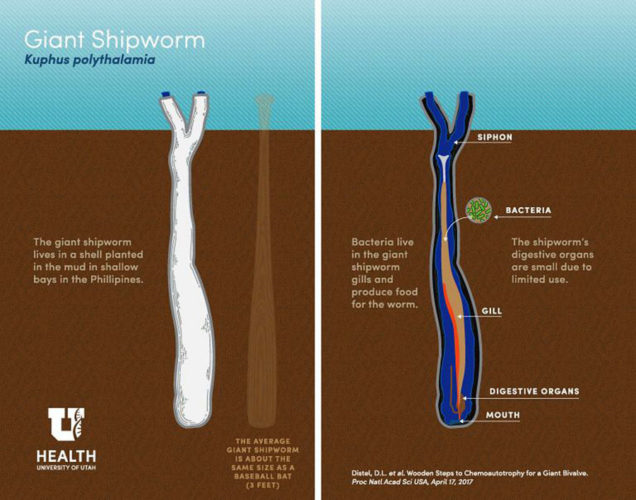 Giant Shipworm
Kuphus polythalamia
The giant shipworm
lives in a shell planted
in the mud in shallow
bays in the Phillipines.
THE AVERAGE
GIANT SHIPWORM
IS ABOUT THE
SAME SIZE AS A
BASEBALL BAT
(3 FEET)
U
HEALTH
UNIVERSITY OF UTAH
SIPHON
BACTERIA
Bacteria live
in the giant
shipworm
gills and
produce food
for the worm.
The shipworm's
digestive organs
are small due to
limited use.
GILL
DIGESTIVE ORGANS
MOUTH
Distel, D.L. et al. Wooden Steps to Chemoautotrophy for a Giant Bivalve.
Proc Natl Acad Sci USA, April 17, 2017